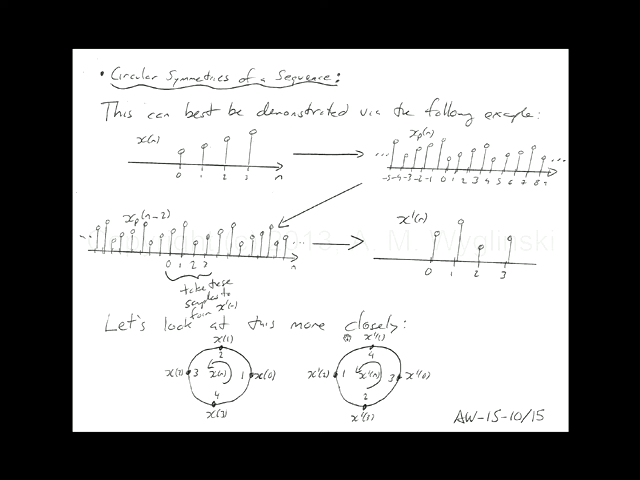 • Circular Symmetries of a Sequence:
This can best be demonstrated via the following example:
x(n)
0 1 2 3 n
xp(n)
... -5 -4 -3 -2 -1 0 1 2 3 4 5 6 7 8 n ...
xp(n-2)
... 0 1 2 3 ... n
take these
samples to
form x'(n)
x'(n)
0 1 2 3
2013, A. M. Wyglinski
Let's look at this more closely:
x(1)
2
x(2) 3 x(n) 1 x(0)
4
x(3)
x'(1)
4
x'(2) 1 x'(n) 3 x'(0)
2
x'(3)
AW-15-10/15